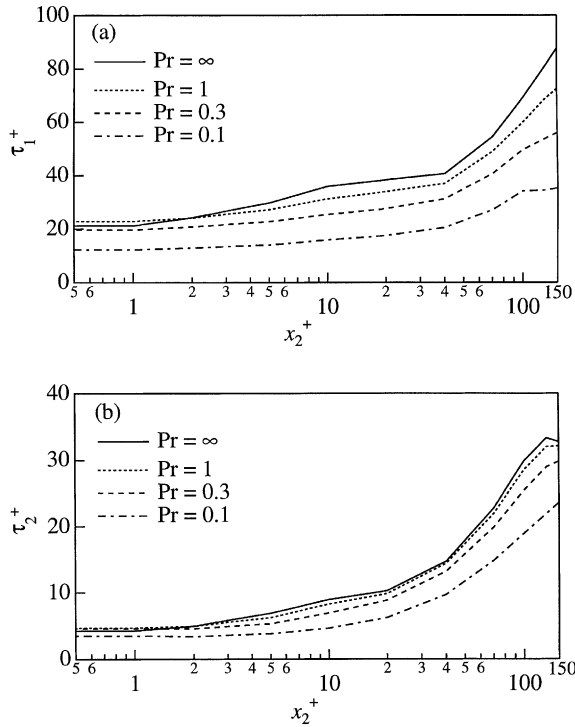 100
(a)
Pr = ∞
80
Pr = 1
Pr = 0.3
60
Pr = 0.1
τ₁⁺
40
20
0
5 6 1 2 3 4 5 6 10 2 3 4 5 6 100 150
x₂⁺
40
(b)
Pr = ∞
Pr = 1
30
Pr = 0.3
Pr = 0.1
τ₂⁺
20
10
0
5 6 1 2 3 4 5 6 10 2 3 4 5 6 100 150
x₂⁺